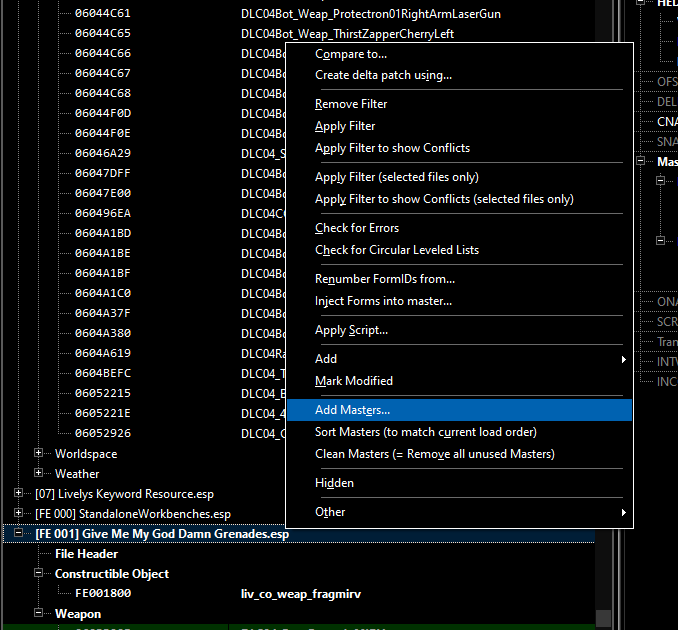 06044C61 DLC04Bot_Weap_Protectron01RightArmLaserGun
HED
06044C65 DLC04Bot_Weap_ThirstZapperCherryLeft
06044C66 DLC04Bo
Compare to...
06044C67 DLC04Bo
Create delta patch using...
OFS
06044C68 DLC04Bo
Remove Filter
DEL
06044F0D DLC04Bo
Apply Filter
CNA
06044F0E DLC04Bo
Apply Filter to show Conflicts
SNA
06046A29 DLC04_S
Mas
06047DFF DLC04Bo
Apply Filter (selected files only)
06047E00 DLC04Bo
Apply Filter to show Conflicts (selected files only)
060496EA DLC04C
Check for Errors
0604A1BD DLC04Bo
Check for Circular Leveled Lists
0604A1BE DLC04Bo
0604A1BF DLC04Bo
Renumber FormIDs from...
0604A1C0 DLC04Bo
Inject Forms into master...
ONA
0604A37F DLC04Bo
Apply Script...
SCR
0604A380 DLC04Bo
Tran
0604A619 DLC04Ra
Add
INTV
0604BEFC DLC04_T
Mark Modified
INC
06052215 DLC04_E
Add Masters...
0605221E DLC04_4
Sort Masters (to match current load order)
06052926 DLC04_C
Worldspace
Clean Masters (= Remove all unused Masters)
Weather
Hidden
[07] Livelys Keyword Resource.esp
Other
[FE 000] StandaloneWorkbenches.esp
[FE 001] Give Me My God Damn Grenades.esp
File Header
Constructible Object
FE001800 liv_co_weap_fragmirv
Weapon